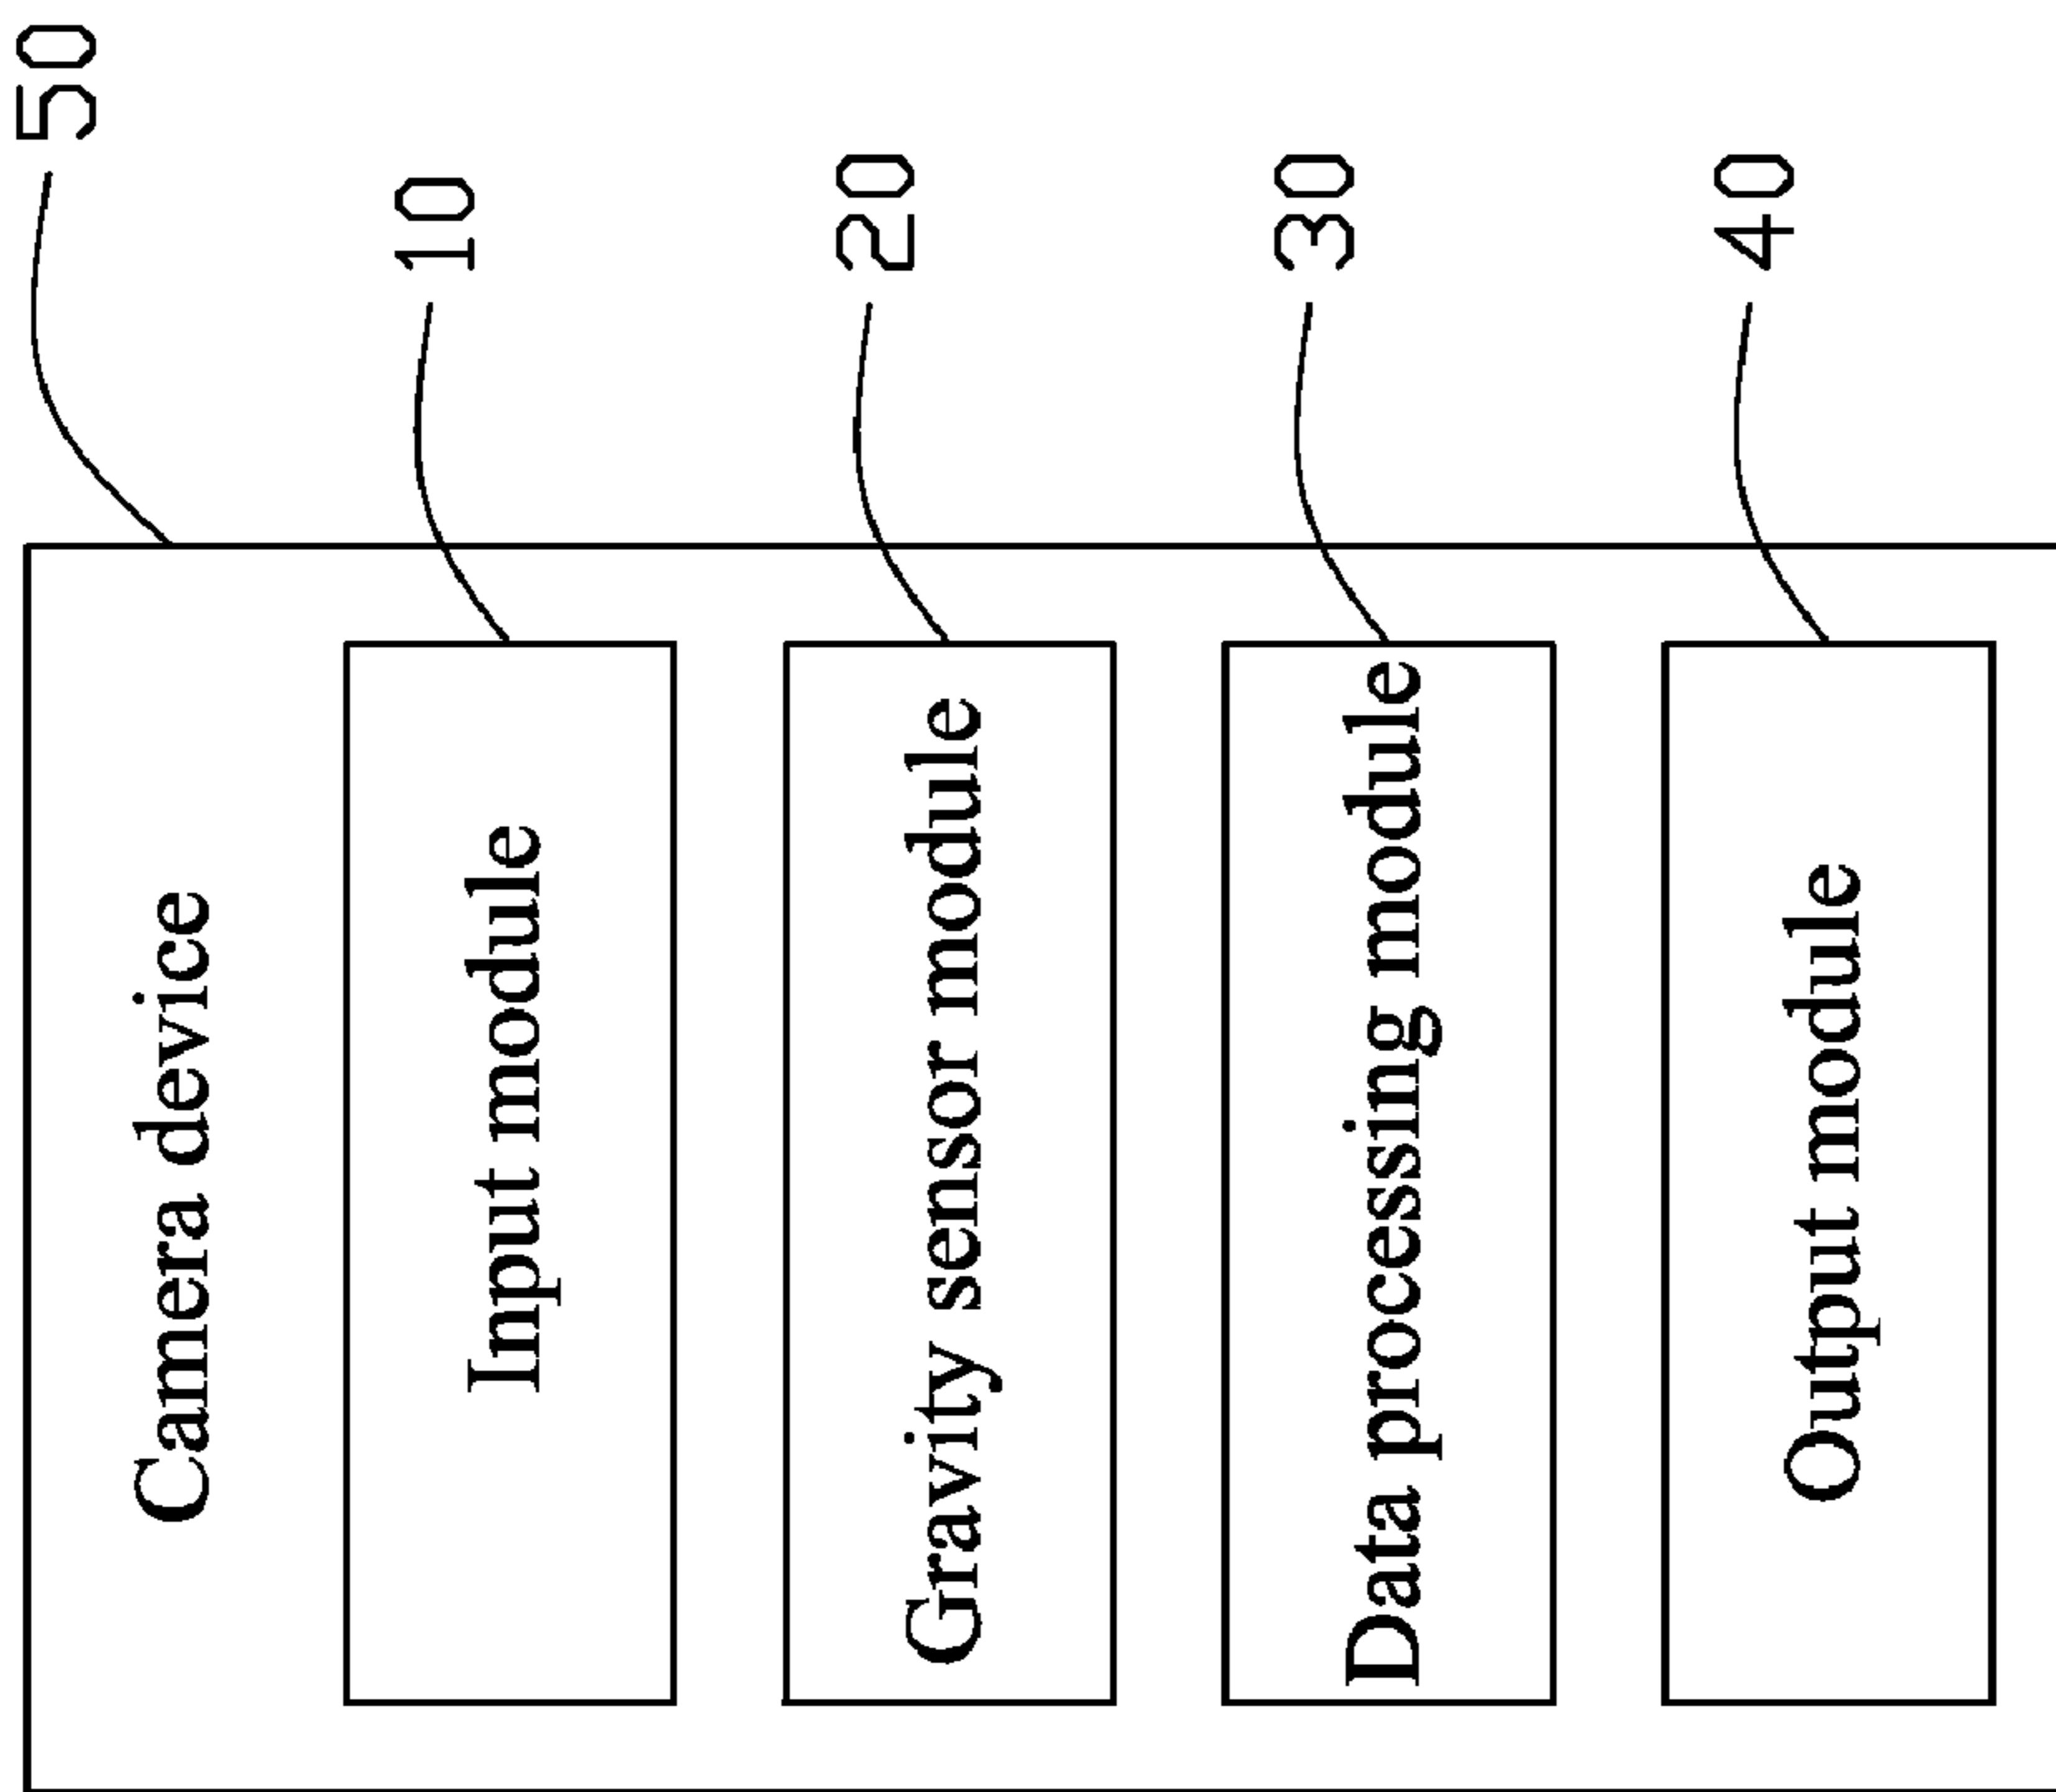 50
Camera device
10
Input module
20
Gravity sensor module
30
Data processing module
40
Output module